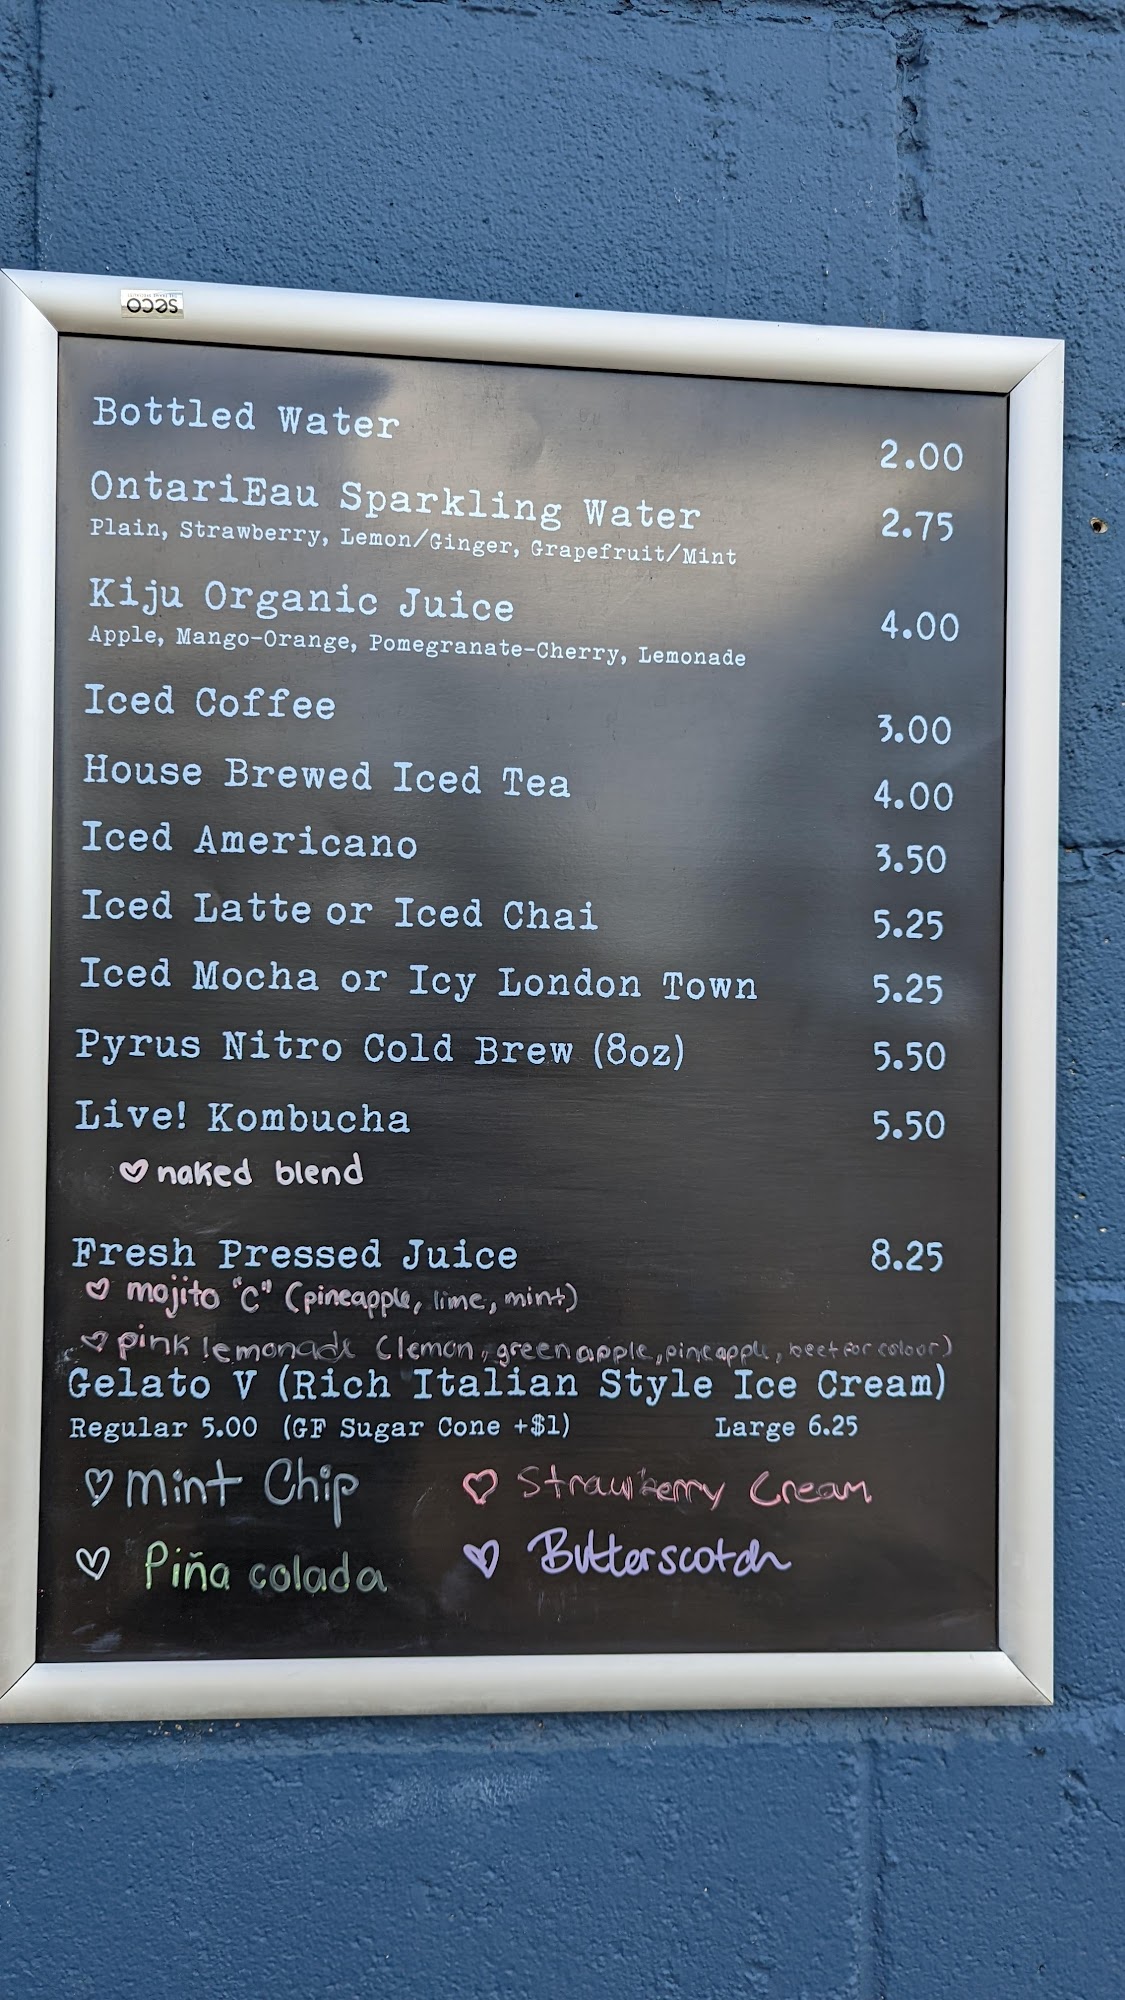 seco
Bottled Water 2.00
OntariEau Sparkling Water 2.75
Plain, Strawberry, Lemon/Ginger, Grapefruit/Mint
Kiju Organic Juice 4.00
Apple, Mango-Orange, Pomegranate-Cherry, Lemonade
Iced Coffee 3.00
House Brewed Iced Tea 4.00
Iced Americano 3.50
Iced Latte or Iced Chai 5.25
Iced Mocha or Icy London Town 5.25
Pyrus Nitro Cold Brew (8oz) 5.50
Live! Kombucha 5.50
naked blend
Fresh Pressed Juice 8.25
mojito "C" (pineapple, lime, mint)
pink lemonade (lemon, green apple, pineapple, beet for colour)
Gelato V (Rich Italian Style Ice Cream)
Regular 5.00 (GF Sugar Cone +$1) Large 6.25
Mint Chip Strawberry Cream
Piña colada Butterscotch